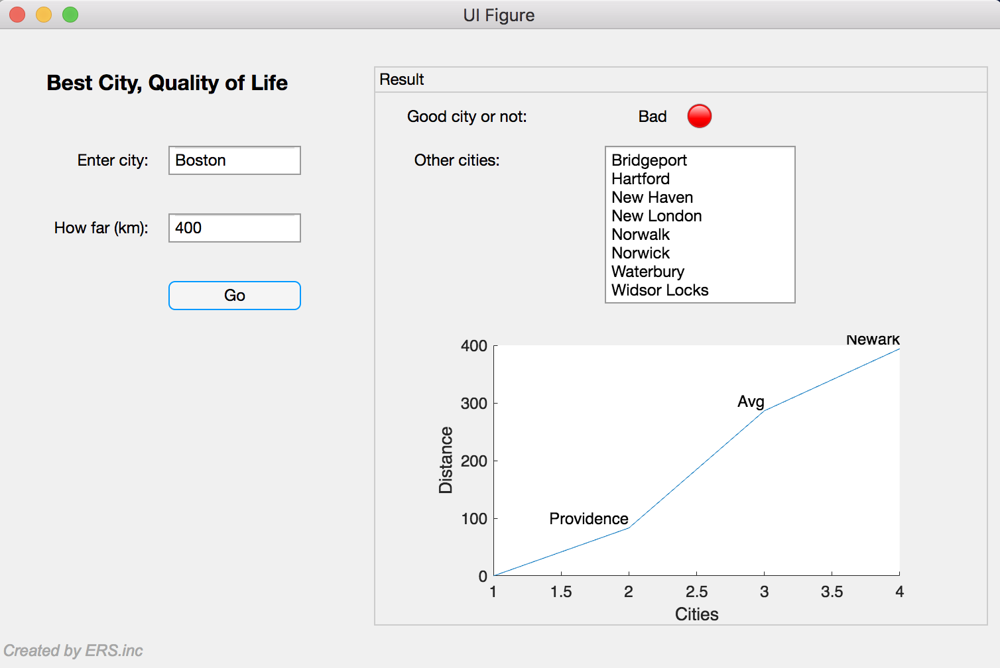 UI Figure
Best City, Quality of Life
Enter city: Boston
How far (km): 400
Go
Result
Good city or not: Bad
Other cities:
Bridgeport
Hartford
New Haven
New London
Norwalk
Norwick
Waterbury
Widsor Locks
Newark
400
Avg
300
200
Providence
100
0
Distance
1 1.5 2 2.5 3 3.5 4
Cities
Created by ERS.inc